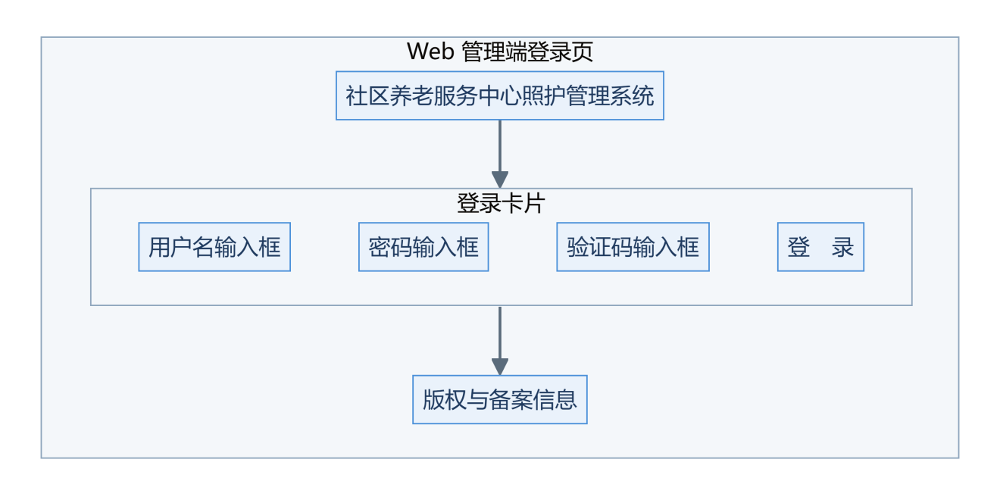 Web 管理端登录页
社区养老服务中心照护管理系统
登录卡片
用户名输入框
密码输入框
验证码输入框
登　录
版权与备案信息